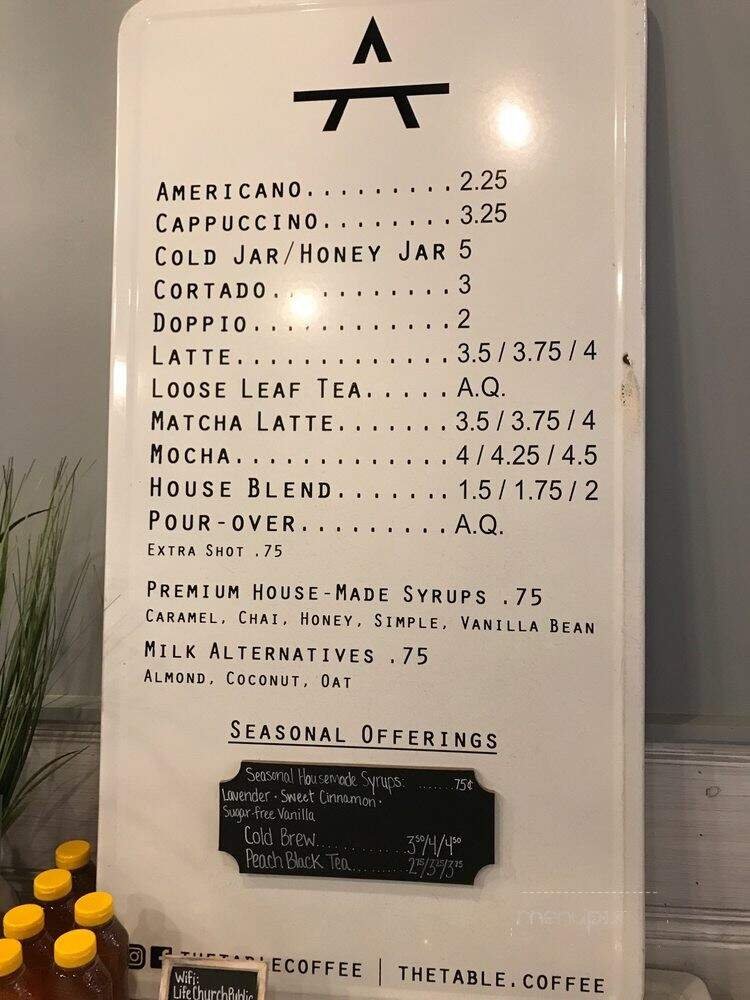 AMERICANO.......... 2.25
CAPPUCCINO......... 3.25
COLD JAR/HONEY JAR 5
CORTADO............ 3
DOPPIO............. 2
LATTE.............. 3.5 / 3.75 / 4
LOOSE LEAF TEA..... A.Q.
MATCHA LATTE....... 3.5 / 3.75 / 4
MOCHA.............. 4 / 4.25 / 4.5
HOUSE BLEND....... 1.5 / 1.75 / 2
POUR-OVER......... A.Q.
EXTRA SHOT .75
PREMIUM HOUSE-MADE SYRUPS .75
CARAMEL, CHAI, HONEY, SIMPLE, VANILLA BEAN
MILK ALTERNATIVES .75
ALMOND, COCONUT, OAT
SEASONAL OFFERINGS
Seasonal Housemade Syrups: .......75¢
Lavender · Sweet Cinnamon ·
Sugar-free Vanilla
Cold Brew............ 3⁵⁰/4/4⁵⁰
Peach Black Tea......... 2⁷⁵/3²⁵/3⁷⁵
THETABLECOFFEE | THETABLE.COFFEE
Wifi:
LifeChurchPublic
menupix